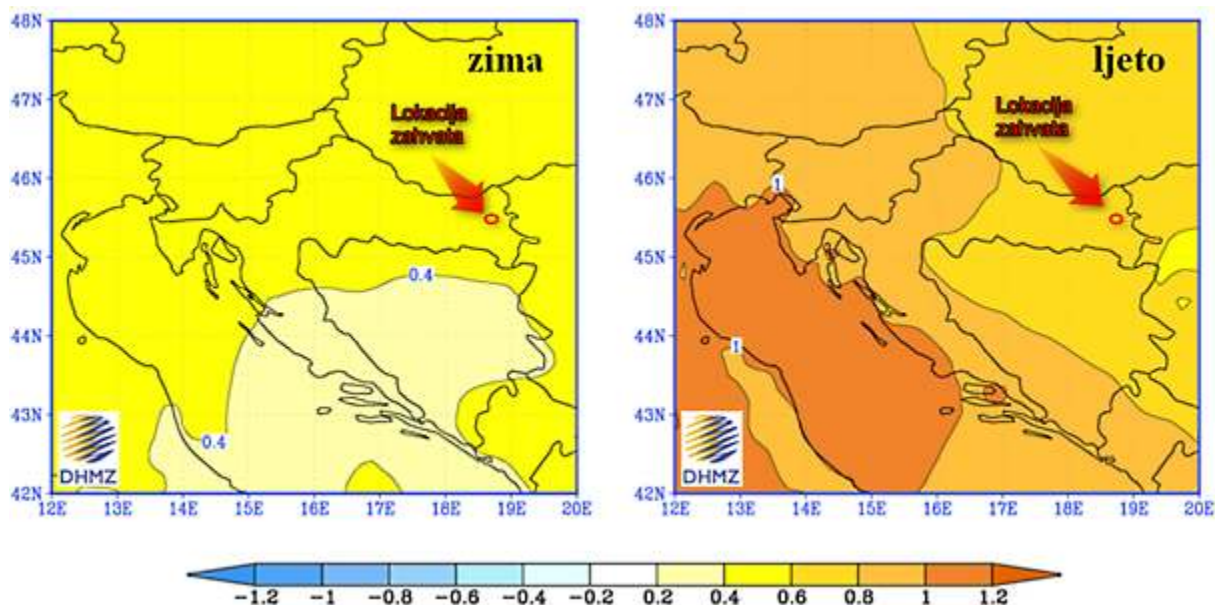 48N
zima
47N
Lokacija
zahvata
46N
45N
0.4
44N
43N
0.4
DHMZ
42N
12E 13E 14E 15E 16E 17E 18E 19E 20E
48N
ljeto
47N
Lokacija
zahvata
46N
1
45N
44N
1
43N
DHMZ
42N
12E 13E 14E 15E 16E 17E 18E 19E 20E
-1.2 -1 -0.8 -0.6 -0.4 -0.2 0.2 0.4 0.6 0.8 1 1.2